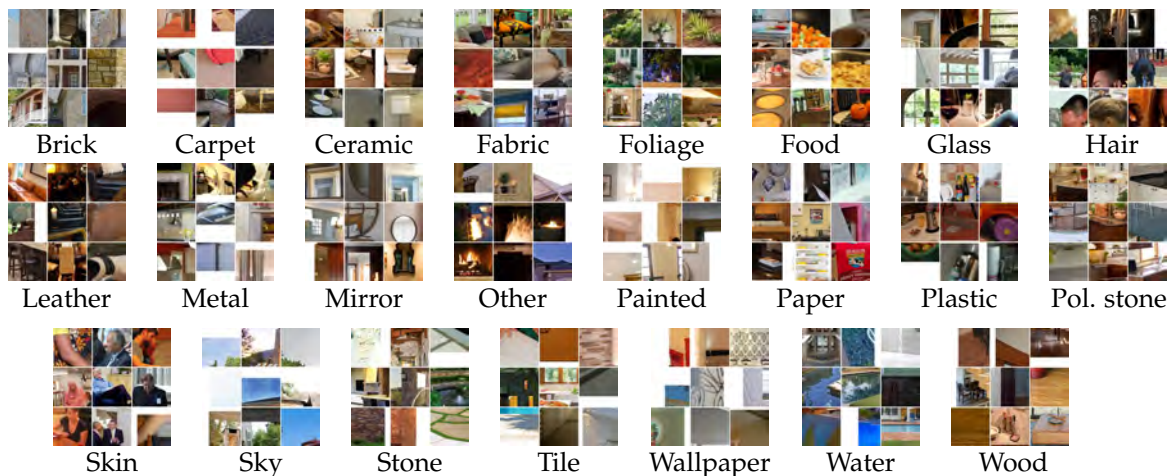 Brick Carpet Ceramic Fabric Foliage Food Glass Hair
Leather Metal Mirror Other Painted Paper Plastic Pol. stone
Skin Sky Stone Tile Wallpaper Water Wood